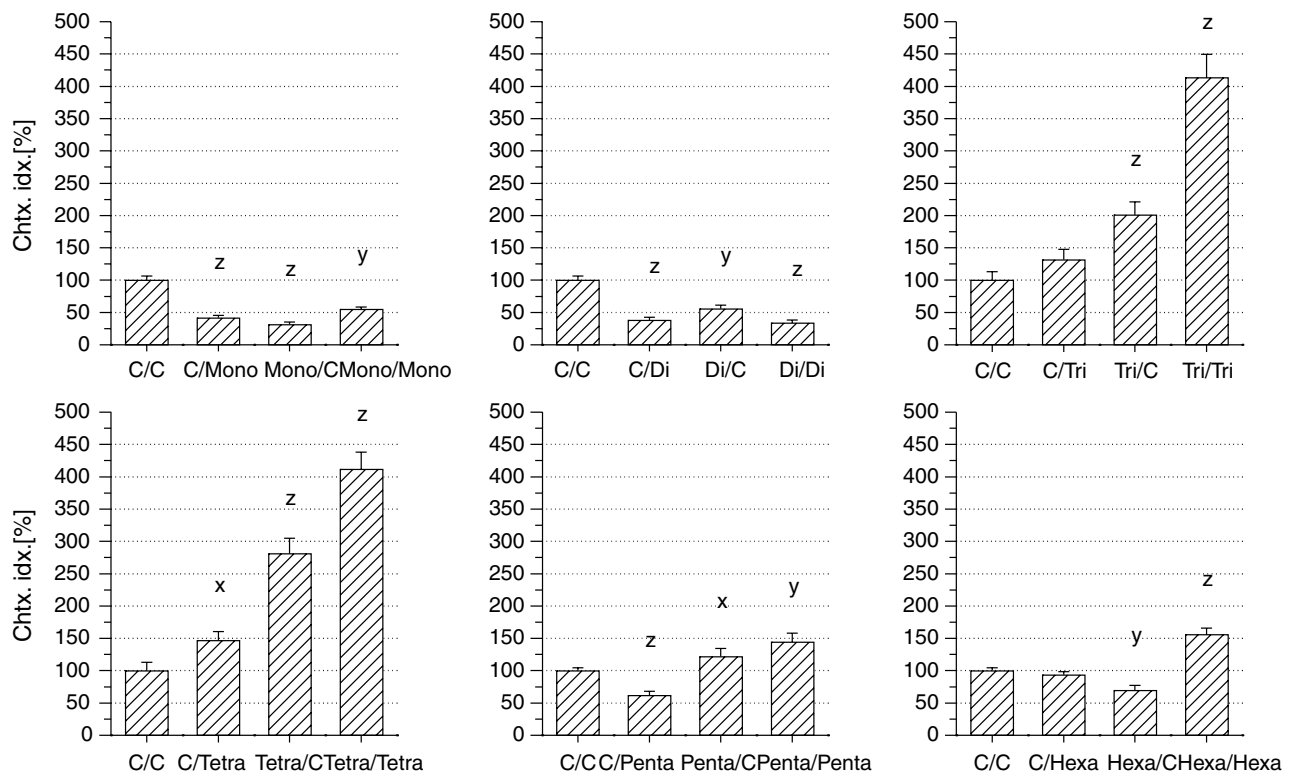 500 500 500
z
450 450 450
400 400 400
350 350 350
z
300 300 300
250 250 250
200 200 200
y z y z
150 150 150
z z
100 100 100
50 50 50
0 0 0
Chtx. idx.[%]
C/C C/Mono Mono/C Mono/Mono C/C C/Di Di/C Di/Di C/C C/Tri Tri/C Tri/Tri
500 z 500 500
450 450 450
400 400 400
z
350 350 350
300 300 300
x z
250 250 250
x y
200 200 200
z y
150 150 150
100 100 100
50 50 50
0 0 0
Chtx. idx.[%]
C/C C/Tetra Tetra/C Tetra/Tetra C/C C/Penta Penta/C Penta/Penta C/C C/Hexa Hexa/C Hexa/Hexa